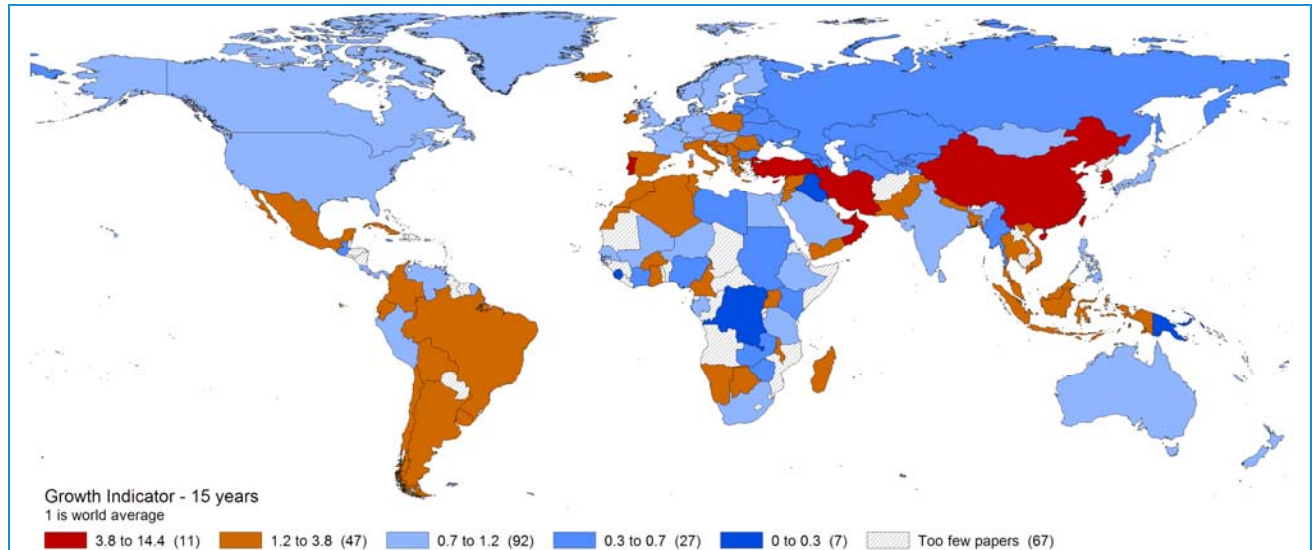 Growth Indicator - 15 years
1 is world average
3.8 to 14.4 (11) 1.2 to 3.8 (47) 0.7 to 1.2 (92) 0.3 to 0.7 (27) 0 to 0.3 (7) Too few papers (67)